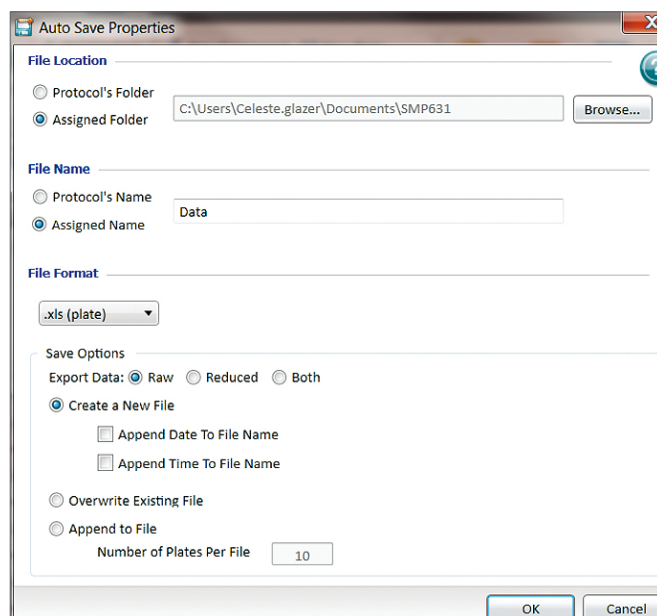 Auto Save Properties
File Location
Protocol's Folder
Assigned Folder
C:\Users\Celeste.glazer\Documents\SMP631
Browse...
File Name
Protocol's Name
Assigned Name
Data
File Format
.xls (plate)
Save Options
Export Data: Raw Reduced Both
Create a New File
Append Date To File Name
Append Time To File Name
Overwrite Existing File
Append to File
Number of Plates Per File 10
OK Cancel